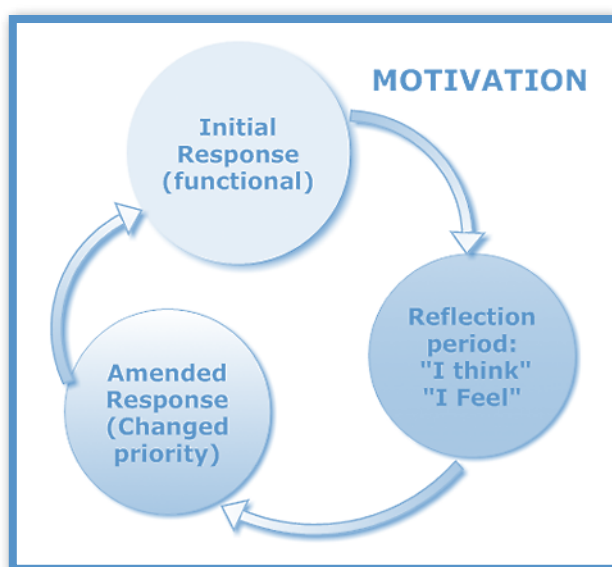 MOTIVATION
Initial
Response
(functional)
Reflection
period:
"I think"
"I Feel"
Amended
Response
(Changed
priority)